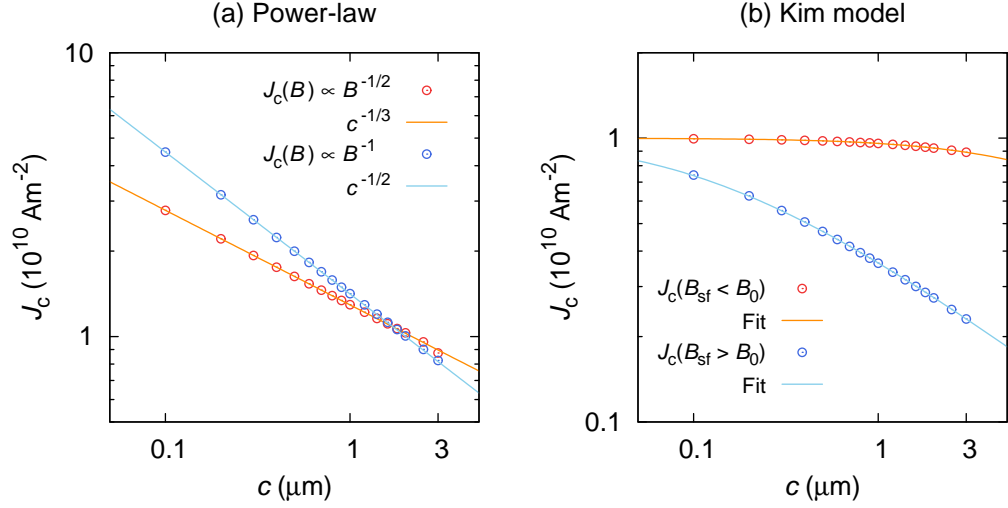 (a) Power-law
10
1
J_c (10^10 Am^-2)
J_c(B) ∝ B^-1/2
c^-1/3
J_c(B) ∝ B^-1
c^-1/2
0.1 1 3
c (μm)
(b) Kim model
1
0.1
J_c (10^10 Am^-2)
J_c(B_sf < B_0)
Fit
J_c(B_sf > B_0)
Fit
0.1 1 3
c (μm)